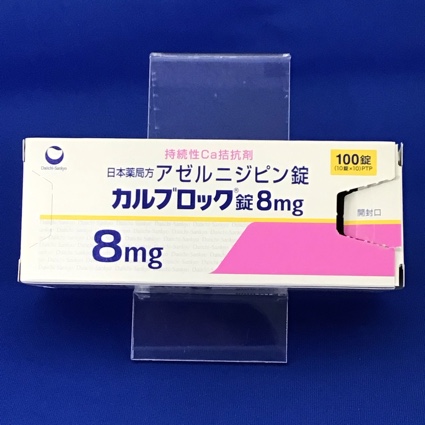 Daiichi-Sankyo
持続性Ca拮抗剤
日本薬局方 アゼルニジピン錠
カルブロック®錠8mg
8mg
100錠
(10錠×10)PTP
開封口